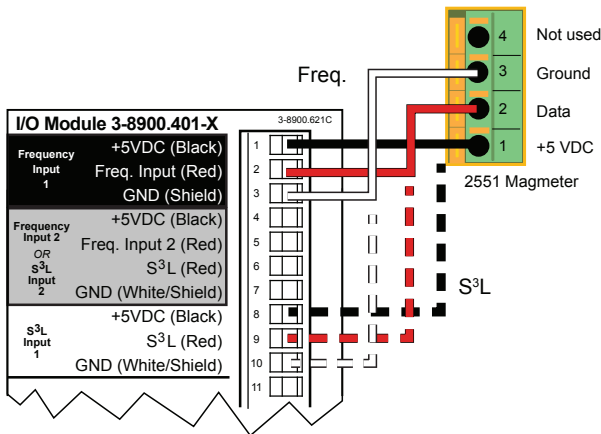 Freq.
4 Not used
3 Ground
2 Data
1 +5 VDC
2551 Magmeter
S³L
I/O Module 3-8900.401-X
3-8900.621C
Frequency
Input
1
+5VDC (Black)
Freq. Input (Red)
GND (Shield)
Frequency
Input 2
OR
S³L
Input
2
+5VDC (Black)
Freq. Input 2 (Red)
S³L (Red)
GND (White/Shield)
S³L
Input
1
+5VDC (Black)
S³L (Red)
GND (White/Shield)
1
2
3
4
5
6
7
8
9
10
11